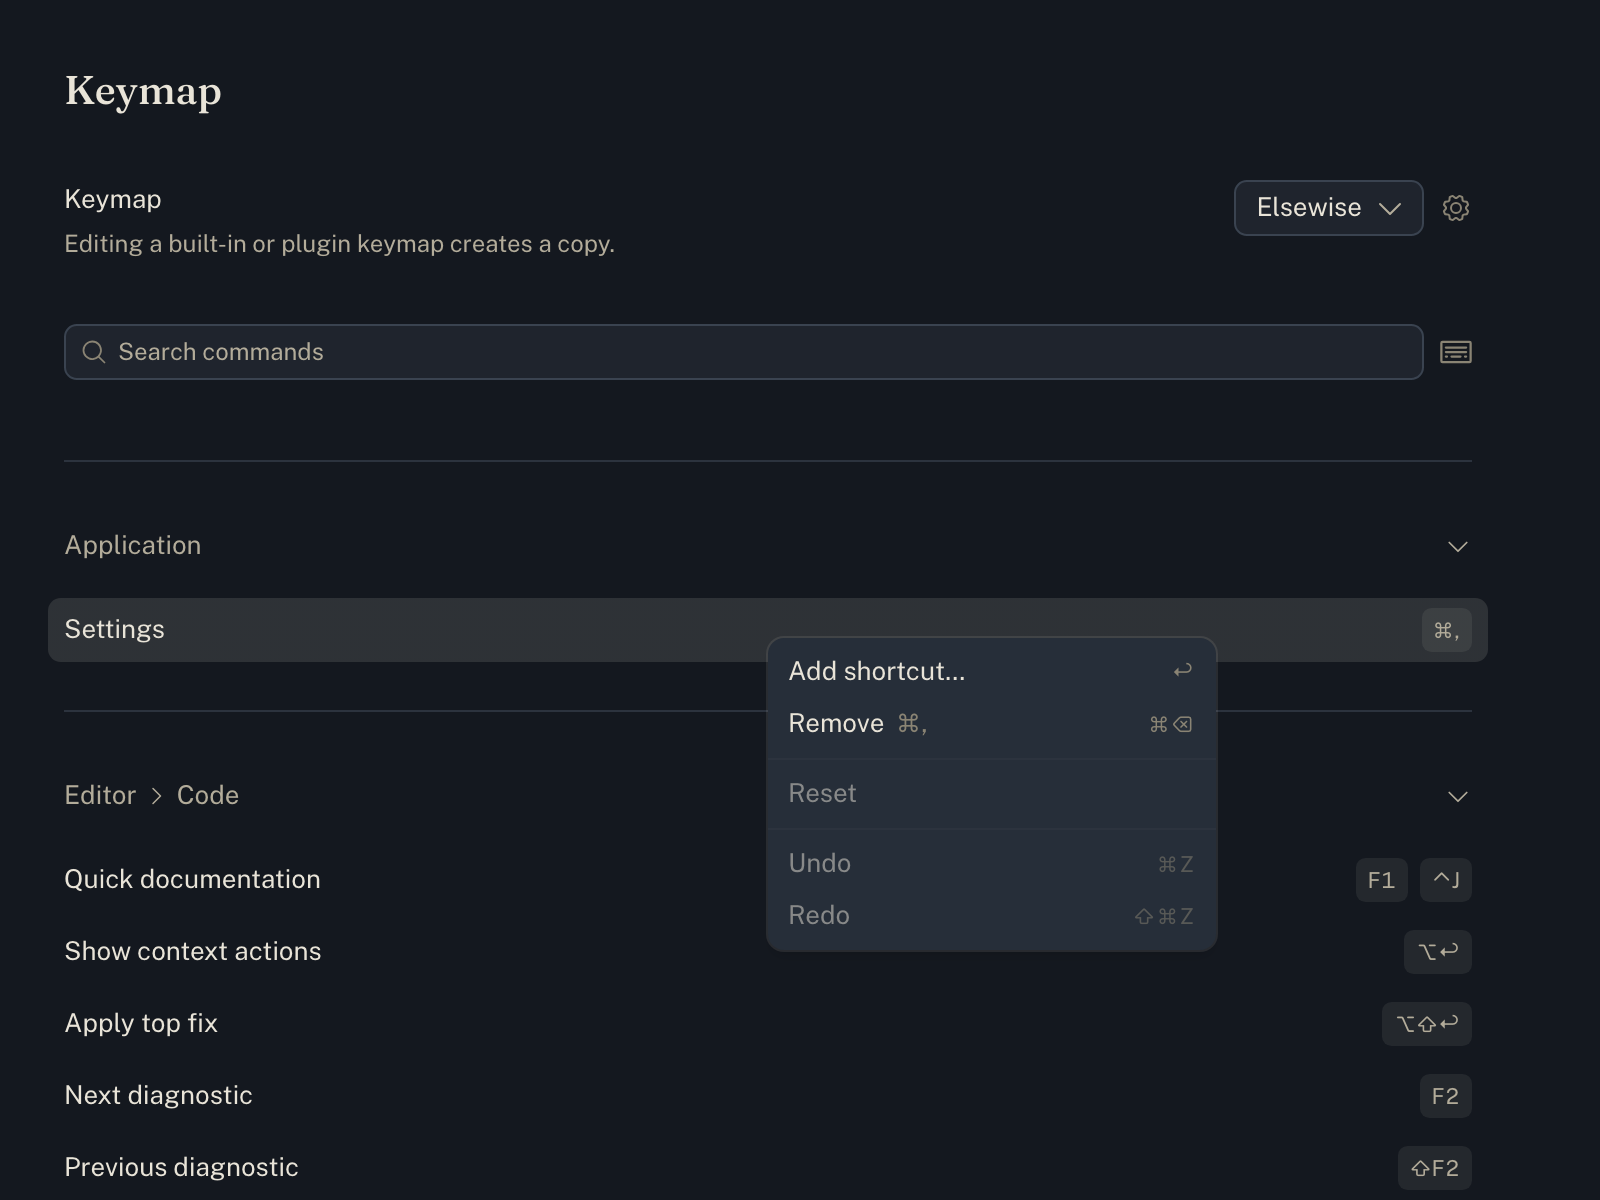 Keymap
Keymap
Elsewise
Editing a built-in or plugin keymap creates a copy.
Search commands
Application
Settings ⌘,
Add shortcut... ↩
Remove ⌘, ⌘⌫
Reset
Undo ⌘Z
Redo ⇧⌘Z
Editor > Code
Quick documentation F1 ^J
Show context actions ⌥↩
Apply top fix ⌥⇧↩
Next diagnostic F2
Previous diagnostic ⇧F2